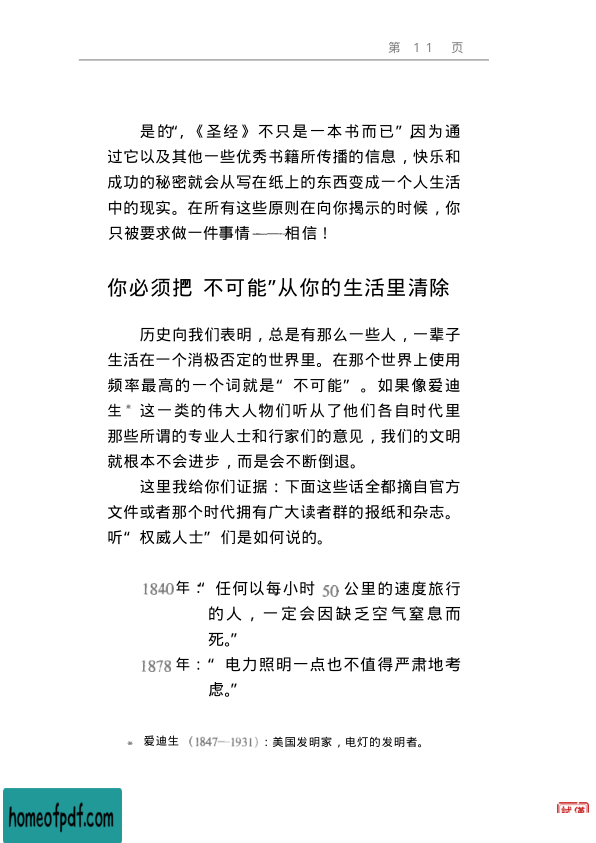 第 11 页
是的“，《圣经》不只是一本书而已”因为通
过它以及其他一些优秀书籍所传播的信息，快乐和
成功的秘密就会从写在纸上的东西变成一个人生活
中的现实。在所有这些原则在向你揭示的时候，你
只被要求做一件事情——相信！
你必须把 不可能”从你的生活里清除
历史向我们表明，总是有那么一些人，一辈子
生活在一个消极否定的世界里。在那个世界上使用
频率最高的一个词就是“ 不可能” 。如果像爱迪
生* 这一类的伟大人物们听从了他们各自时代里
那些所谓的专业人士和行家们的意见，我们的文明
就根本不会进步，而是会不断倒退。
这里我给你们证据：下面这些话全都摘自官方
文件或者那个时代拥有广大读者群的报纸和杂志。
听“ 权威人士” 们是如何说的。
1840年：“ 任何以每小时 50 公里的速度旅行
的人，一定会因缺乏空气窒息而
死。”
1878年：“ 电力照明一点也不值得严肃地考
虑。”
* 爱迪生 （1847—1931）：美国发明家，电灯的发明者。
homeofpdf.com